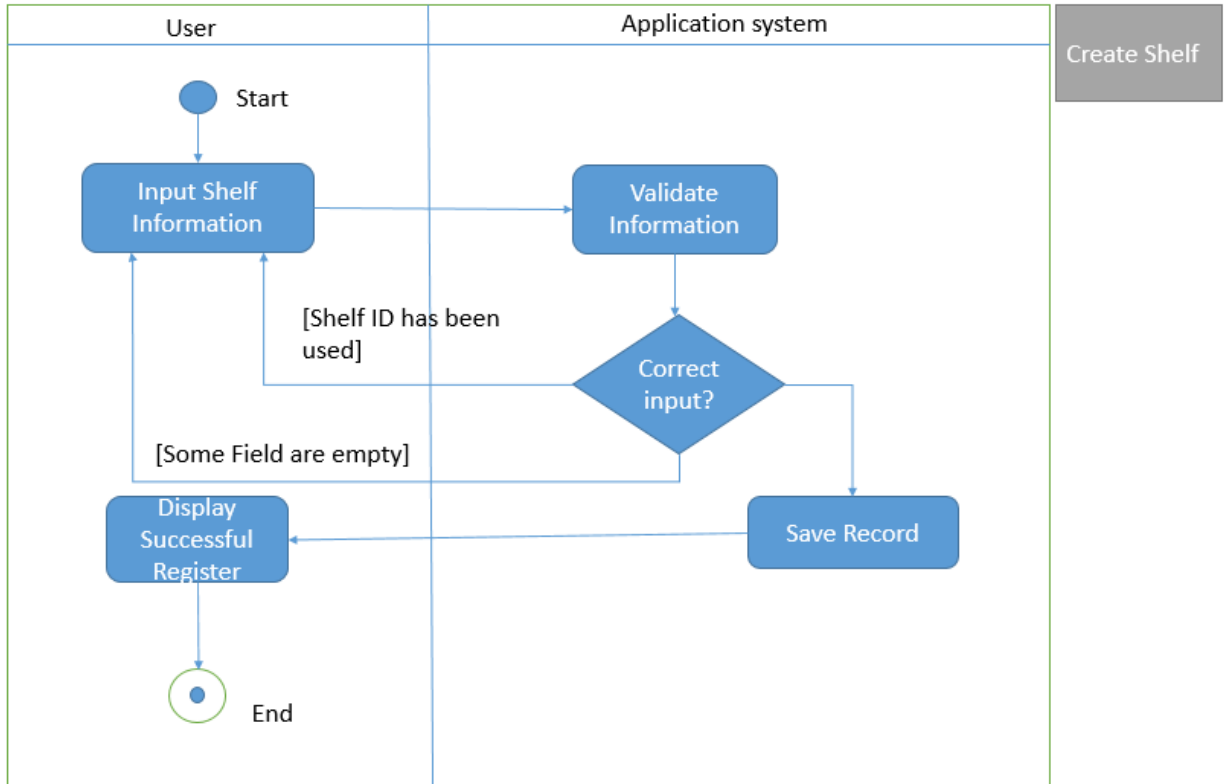 User
Application system
Create Shelf
Start
Input Shelf
Information
Validate
Information
[Shelf ID has been
used]
Correct
input?
[Some Field are empty]
Display
Successful
Register
Save Record
End